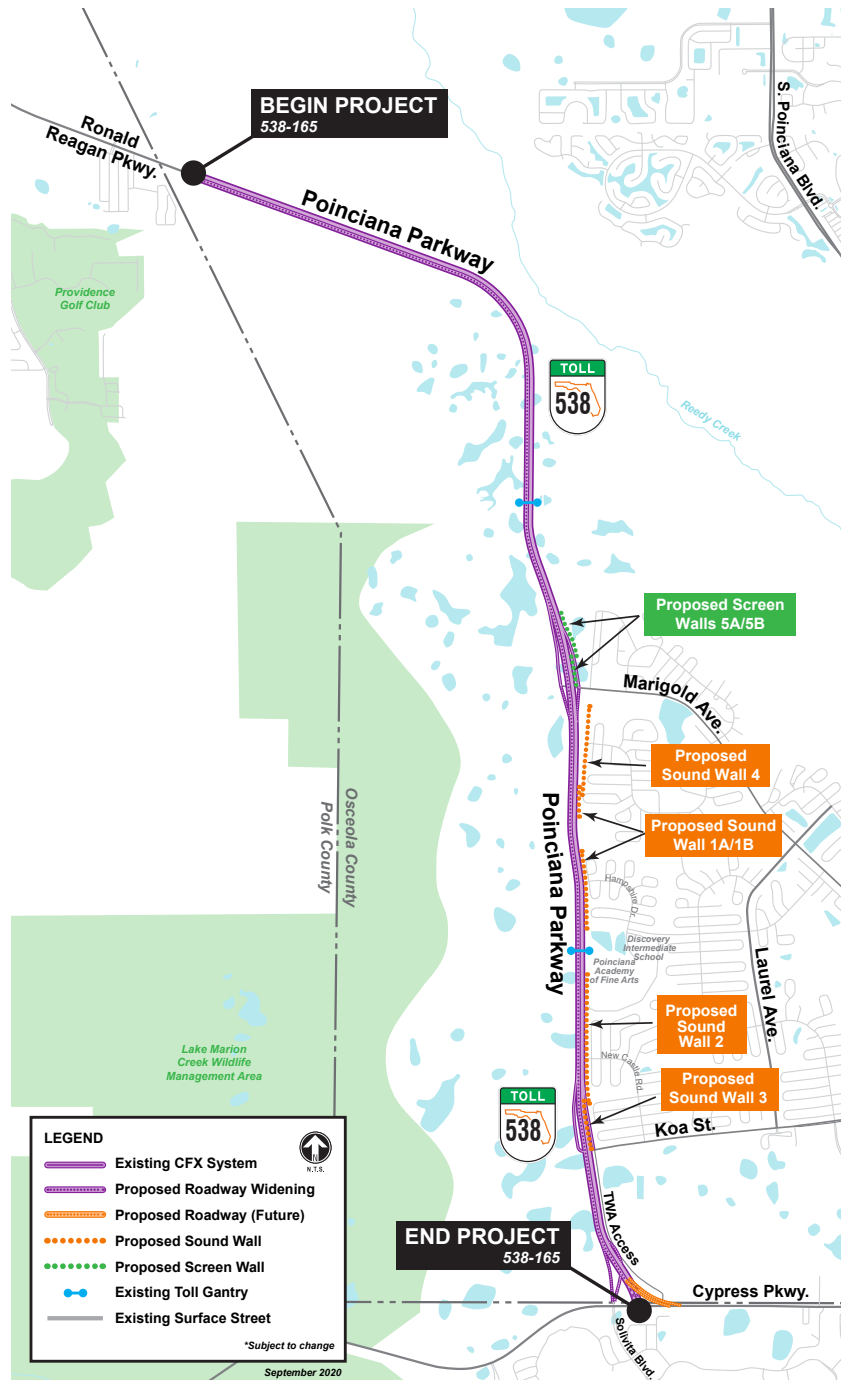 BEGIN PROJECT
538-165
S. Poinciana Blvd.
Ronald
Reagan Pkwy.
Poinciana Parkway
Providence
Golf Club
TOLL
538
Reedy Creek
Proposed Screen
Walls 5A/5B
Marigold Ave.
Proposed
Sound Wall 4
Osceola County
Polk County
Poinciana Parkway
Proposed Sound
Wall 1A/1B
Hampshire Dr.
Discovery
Intermediate
School
Poinciana
Academy
of Fine Arts
Laurel Ave.
Proposed
Sound
Wall 2
Lake Marion
Creek Wildlife
Management Area
New Castle Rd.
Proposed
Sound Wall 3
TOLL
538
Koa St.
LEGEND
N
N.T.S.
Existing CFX System
Proposed Roadway Widening
Proposed Roadway (Future)
Proposed Sound Wall
Proposed Screen Wall
Existing Toll Gantry
Existing Surface Street
*Subject to change
September 2020
TWA Access
END PROJECT
538-165
Cypress Pkwy.
Solivita Blvd.